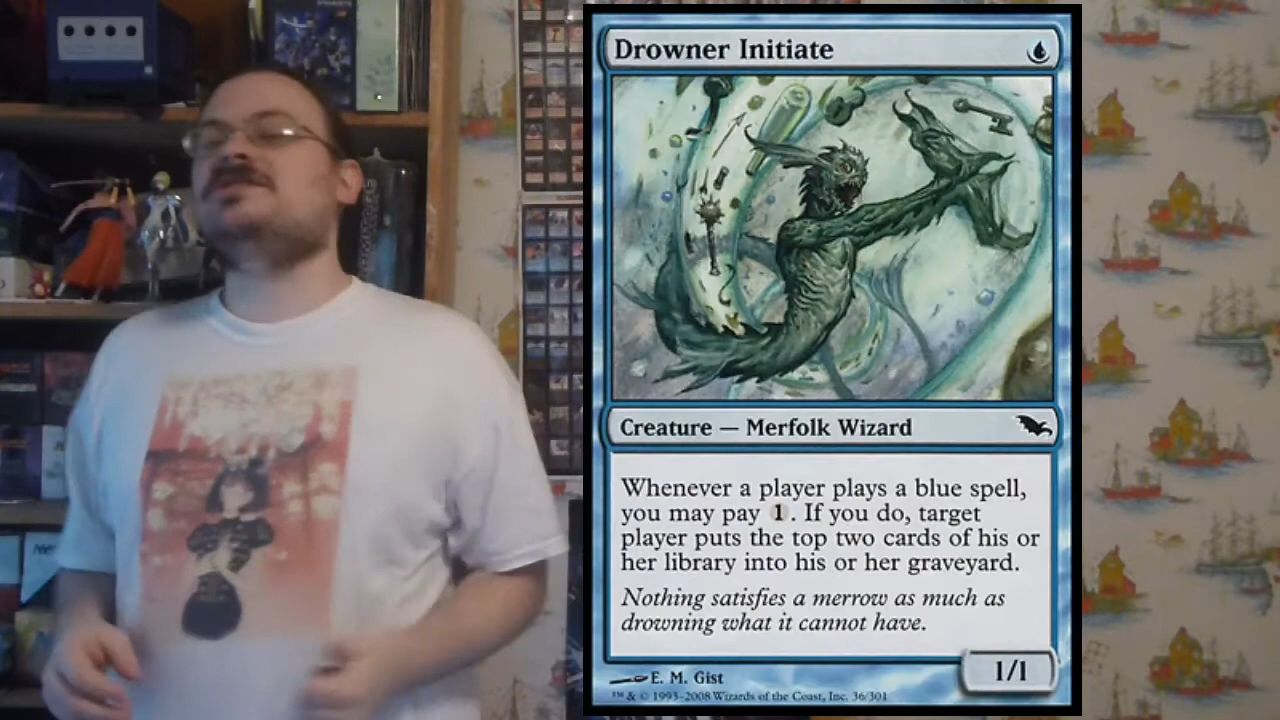 Drowner Initiate
Creature — Merfolk Wizard
Whenever a player plays a blue spell,
you may pay 1. If you do, target
player puts the top two cards of his or
her library into his or her graveyard.
Nothing satisfies a merrow as much as
drowning what it cannot have.
E. M. Gist
1/1
™ & © 1993–2008 Wizards of the Coast, Inc. 36/301